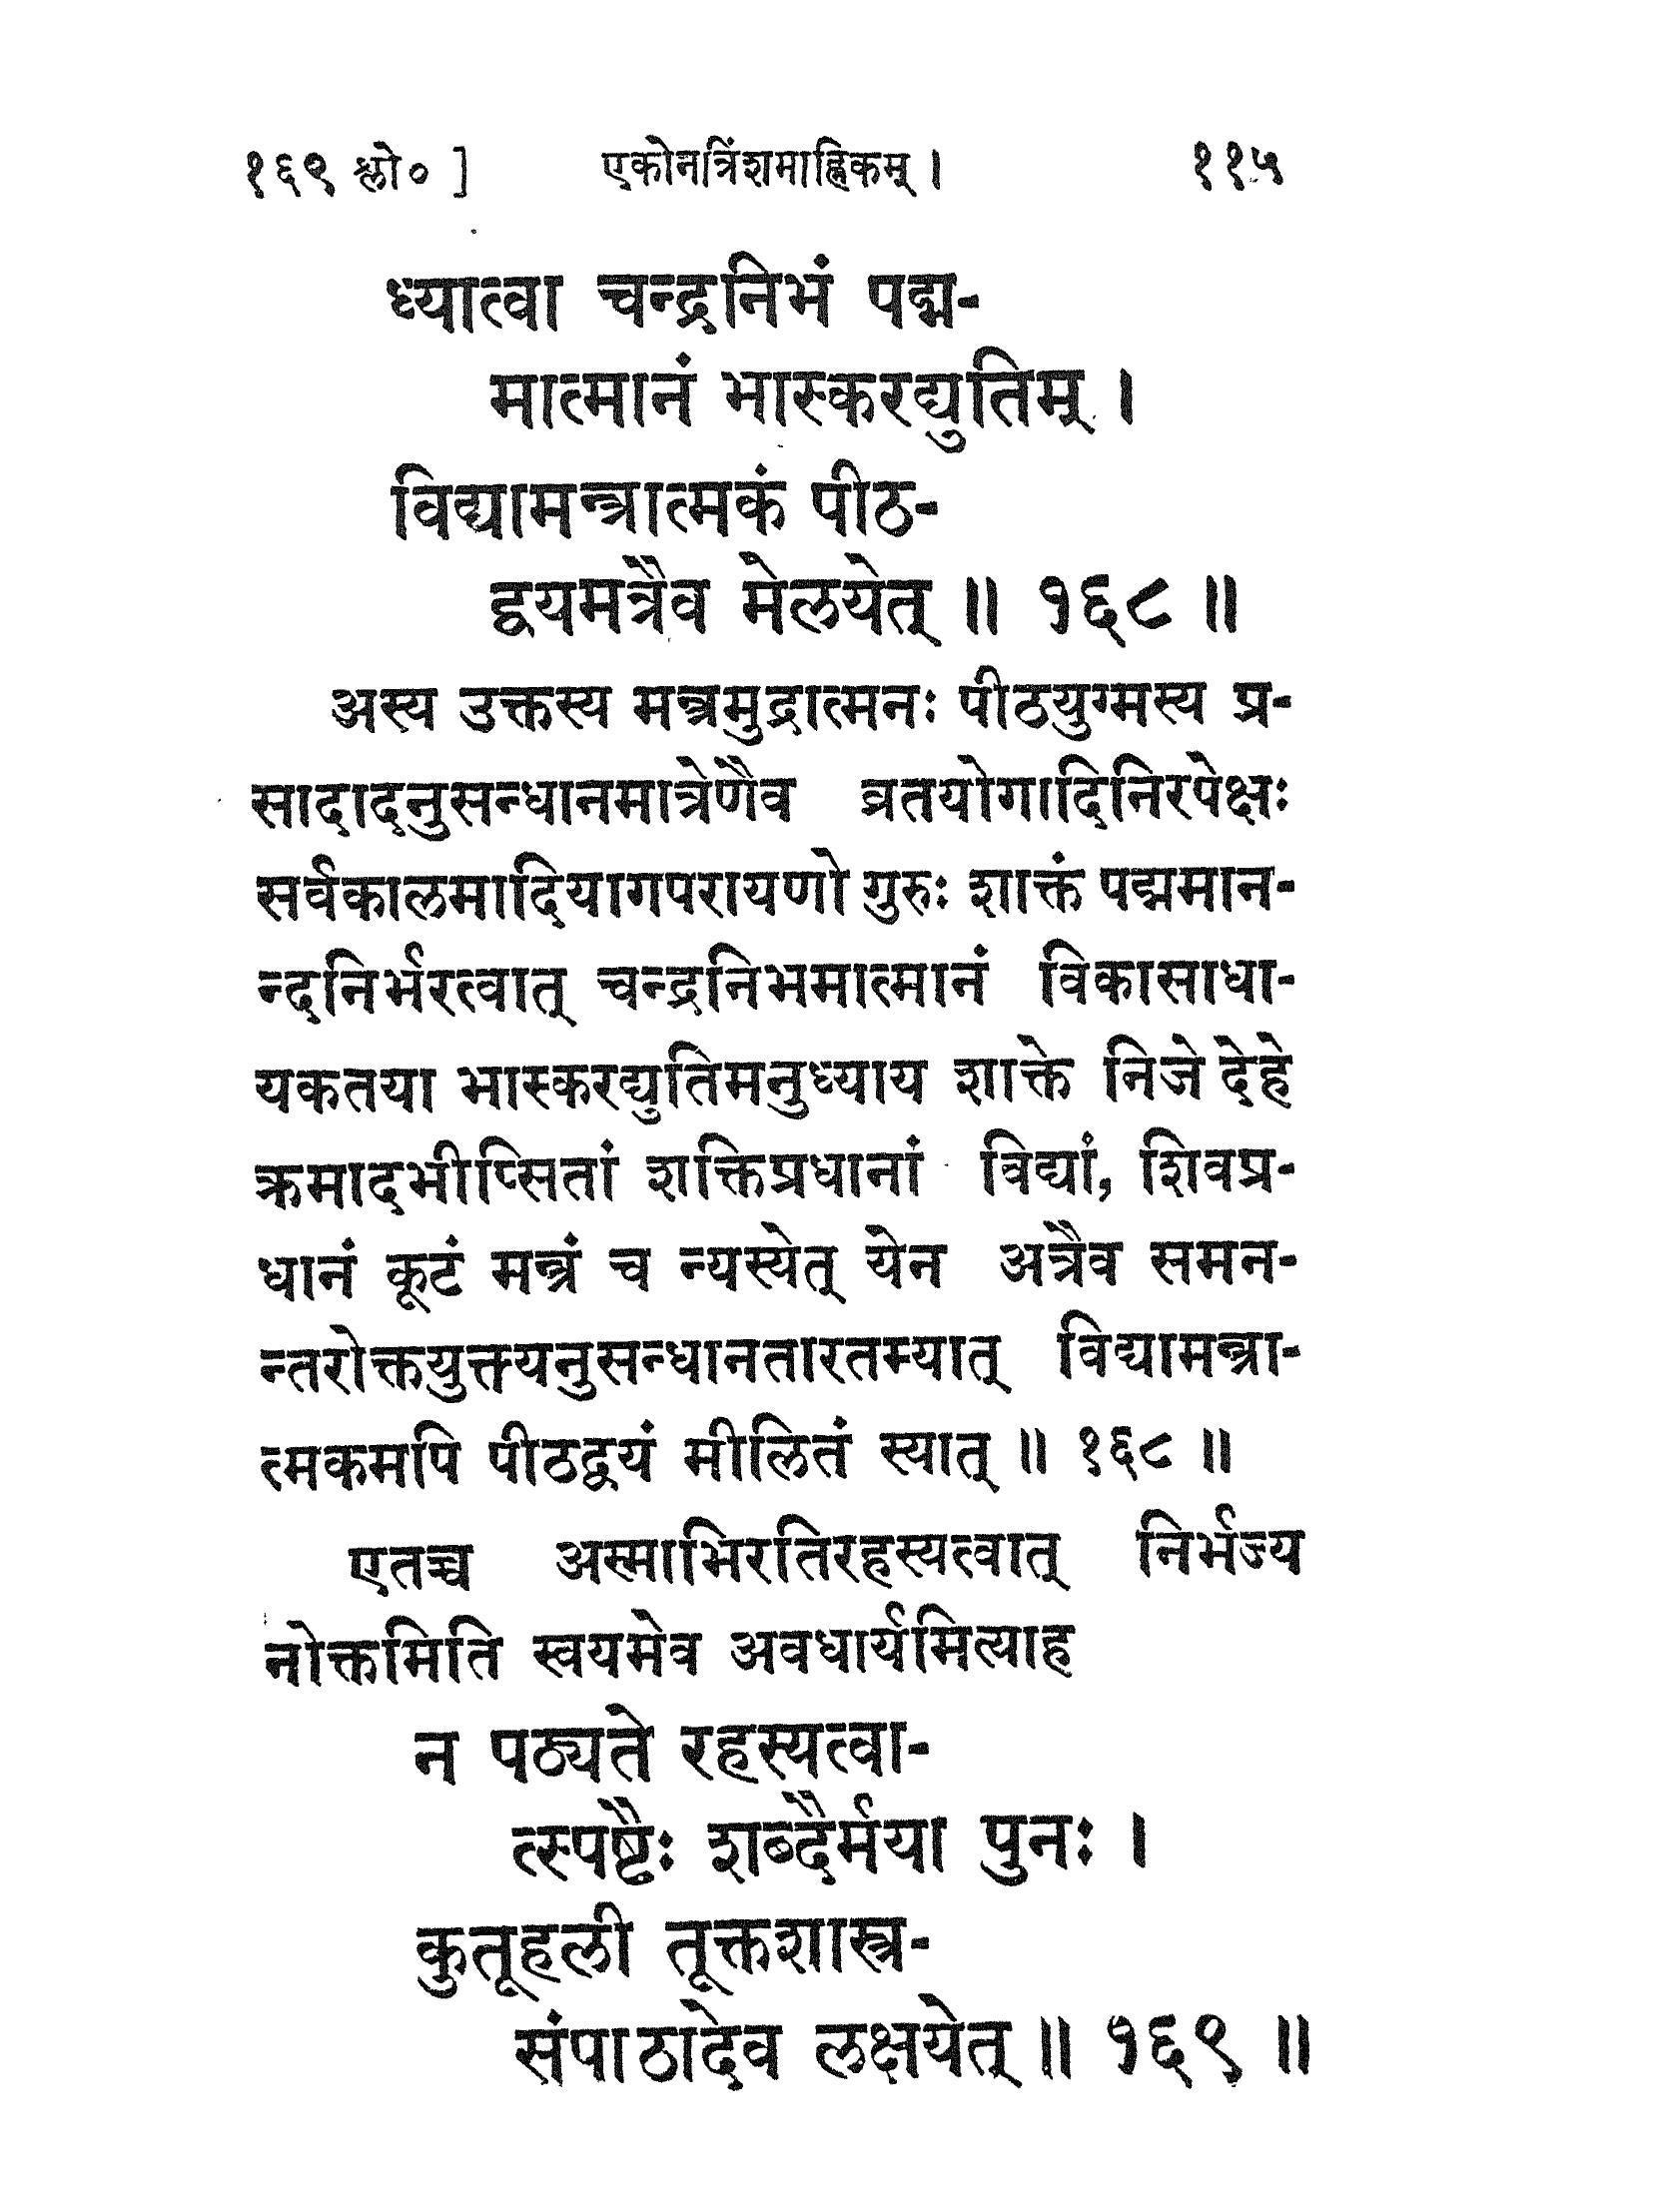 १६९ श्लो० ] एकोनत्रिंशमाह्निकम् । ११५
ध्यात्वा चन्द्रनिभं पद्म-
मात्मानं भास्करद्युतिम् ।
विद्यामन्त्रात्मकं पीठ-
द्वयमत्रैव मेलयेत् ॥ १६८ ॥
अस्य उक्तस्य मन्त्रमुद्रात्मनः पीठयुग्मस्य प्र-
सादादनुसन्धानमात्रेणैव व्रतयोगादिनिरपेक्षः
सर्वकालमादियागपरायणो गुरुः शाक्तं पद्ममान-
न्दनिर्भरत्वात् चन्द्रनिभमात्मानं विकासाधा-
यकतया भास्करद्युतिमनुध्याय शाक्ते निजे देहे
क्रमादभीप्सितां शक्तिप्रधानां विद्यां, शिवप्र-
धानं कूटं मन्त्रं च न्यस्येत् येन अत्रैव समन-
न्तरोक्तयुक्त्यनुसन्धानतारतम्यात् विद्यामन्त्रा-
त्मकमपि पीठद्वयं मीलितं स्यात् ॥ १६८ ॥
एतच्च अस्माभिरतिरहस्यत्वात् निर्भज्य
नोक्तमिति स्वयमेव अवधार्यमित्याह
न पठ्यते रहस्यत्वा-
त्स्पष्टैः शब्दैर्मया पुनः ।
कुतूहली तूक्तशास्त्र-
संपाठादेव लक्षयेत् ॥ १६९ ॥